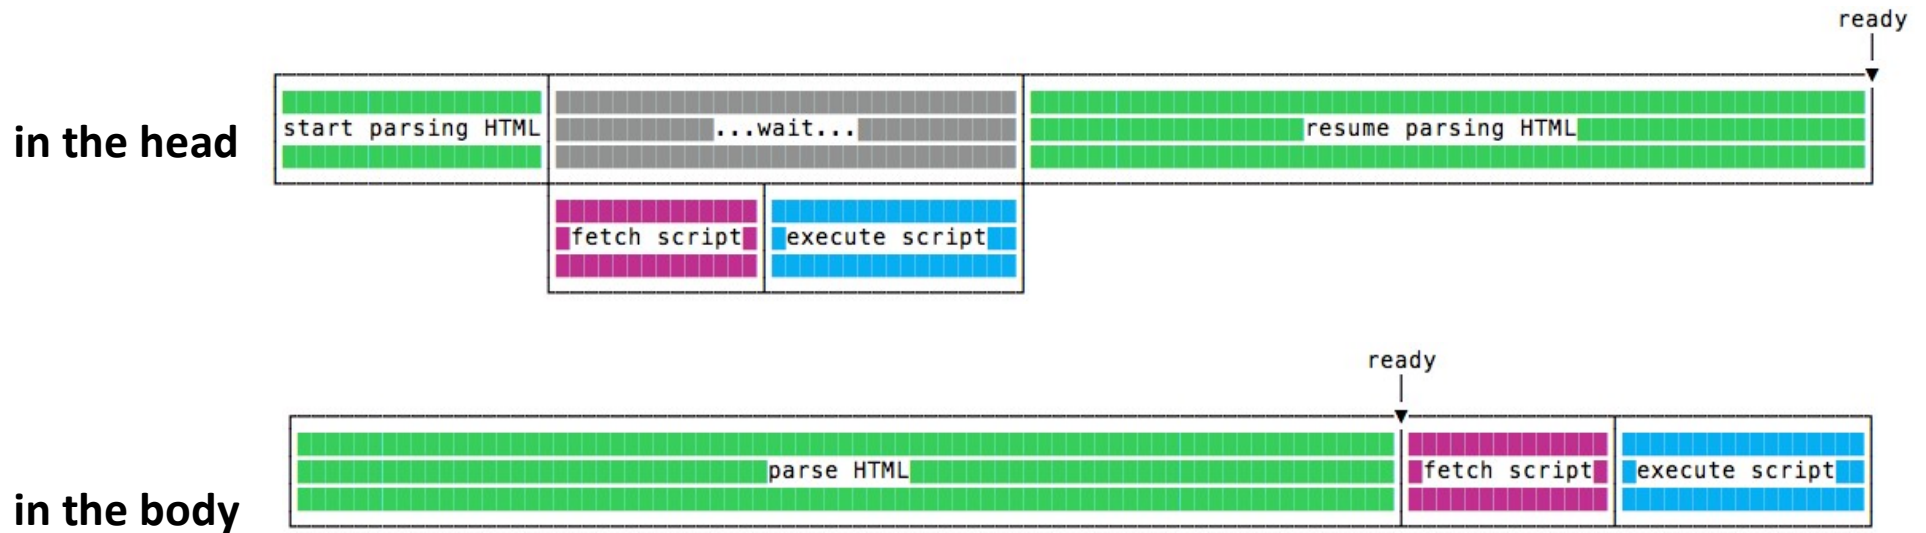 ready
in the head
start parsing HTML
...wait...
resume parsing HTML
fetch script
execute script
ready
in the body
parse HTML
fetch script
execute script